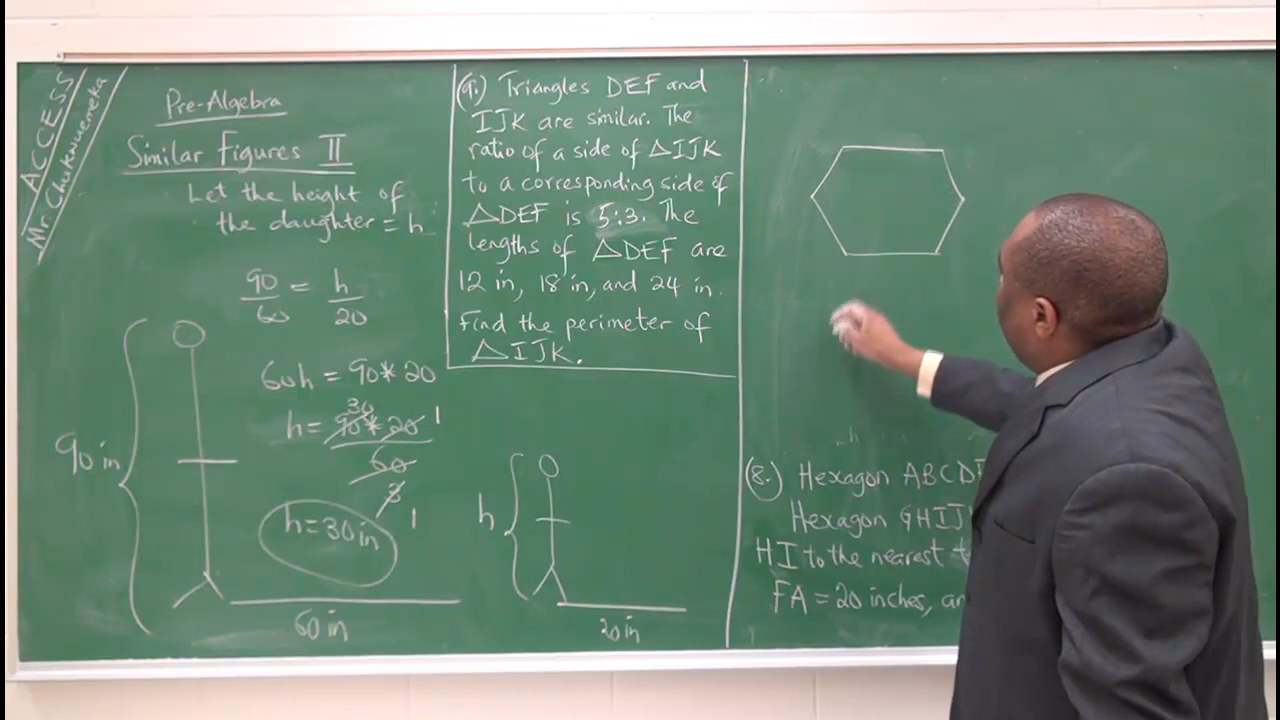 ACCESS
Mr. Chukwuemeka
Pre-Algebra
Similar Figures II
Let the height of
the daughter = h
90/60 = h/20
60h = 90*20
h = 90*20/60
30
1
3
1
h=30in
90 in
60 in
h
20 in
(9.) Triangles DEF and
IJK are similar. The
ratio of a side of △IJK
to a corresponding side of
△DEF is 5:3. The
lengths of △DEF are
12 in, 18 in, and 24 in.
Find the perimeter of
△IJK.
(8.) Hexagon ABCD
Hexagon GHIJ
HI to the nearest
FA = 20 inches, an